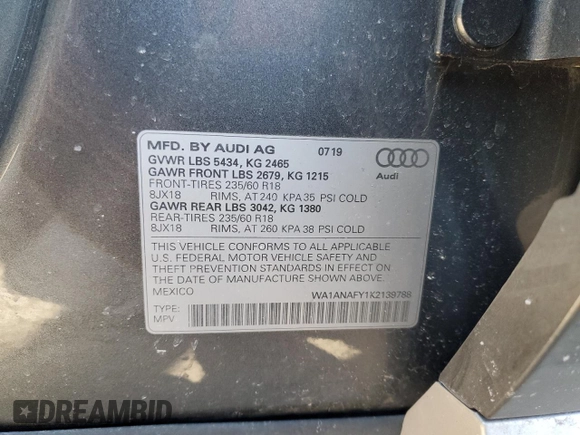 MFD. BY AUDI AG 07 19
GVWR LBS 5434, KG 2465
GAWR FRONT LBS 2679, KG 1215
FRONT-TIRES 235/60 R18
8JX18 RIMS, AT 240 KPA 35 PSI COLD
GAWR REAR LBS 3042, KG 1380
REAR-TIRES 235/60 R18
8JX18 RIMS, AT 260 KPA 38 PSI COLD
Audi
THIS VEHICLE CONFORMS TO ALL APPLICABLE
U.S. FEDERAL MOTOR VEHICLE SAFETY AND
THEFT PREVENTION STANDARDS IN EFFECT ON
THE DATE OF MANUFACTURE SHOWN ABOVE.
MEXICO
WA1ANAFY1K2139788
TYPE:
MPV
DREAMBID